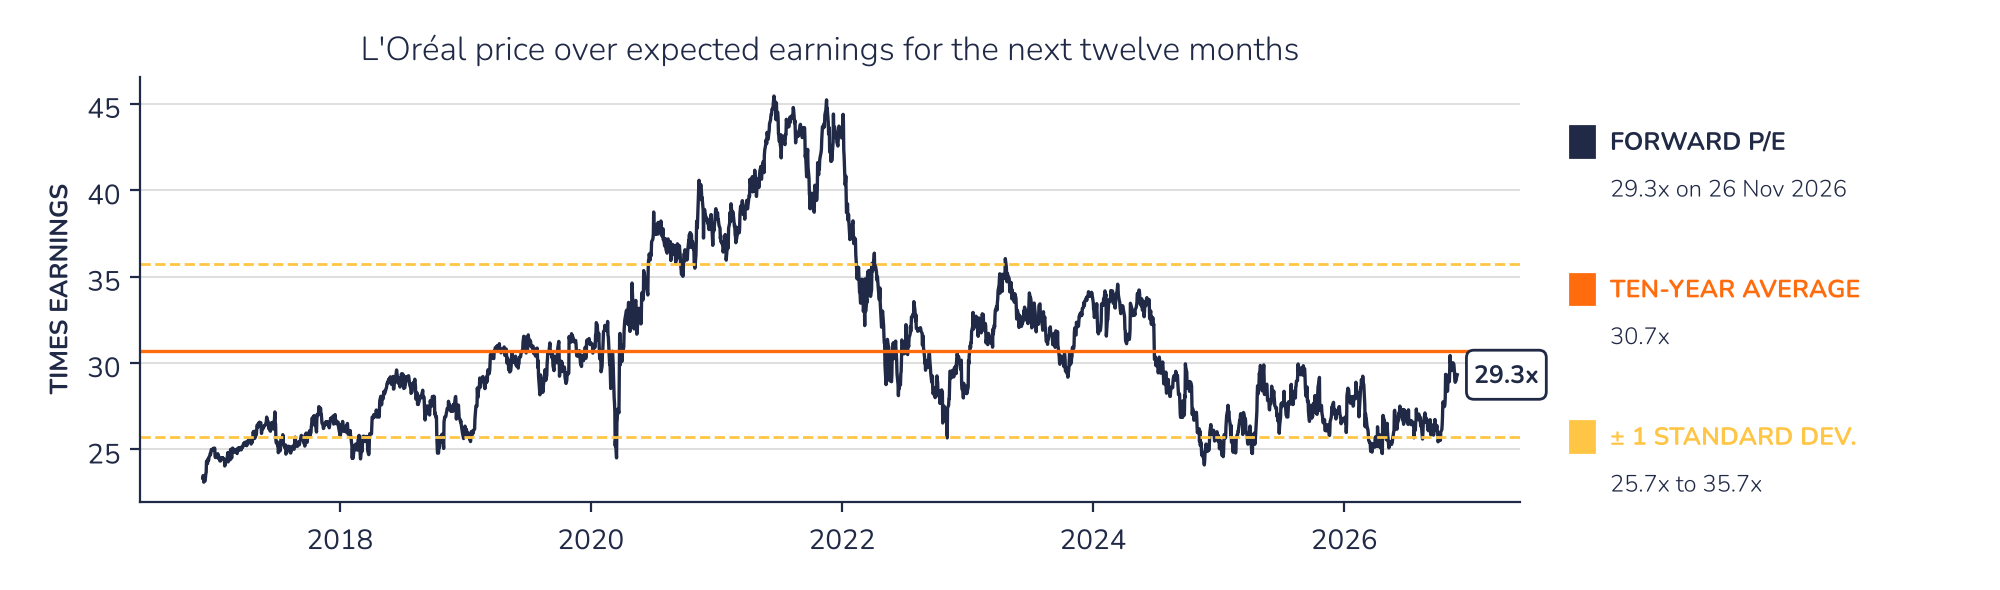 L'Oréal price over expected earnings for the next twelve months
TIMES EARNINGS
45
40
35
30
25
2018
2020
2022
2024
2026
29.3x
FORWARD P/E
29.3x on 26 Nov 2026
TEN-YEAR AVERAGE
30.7x
± 1 STANDARD DEV.
25.7x to 35.7x